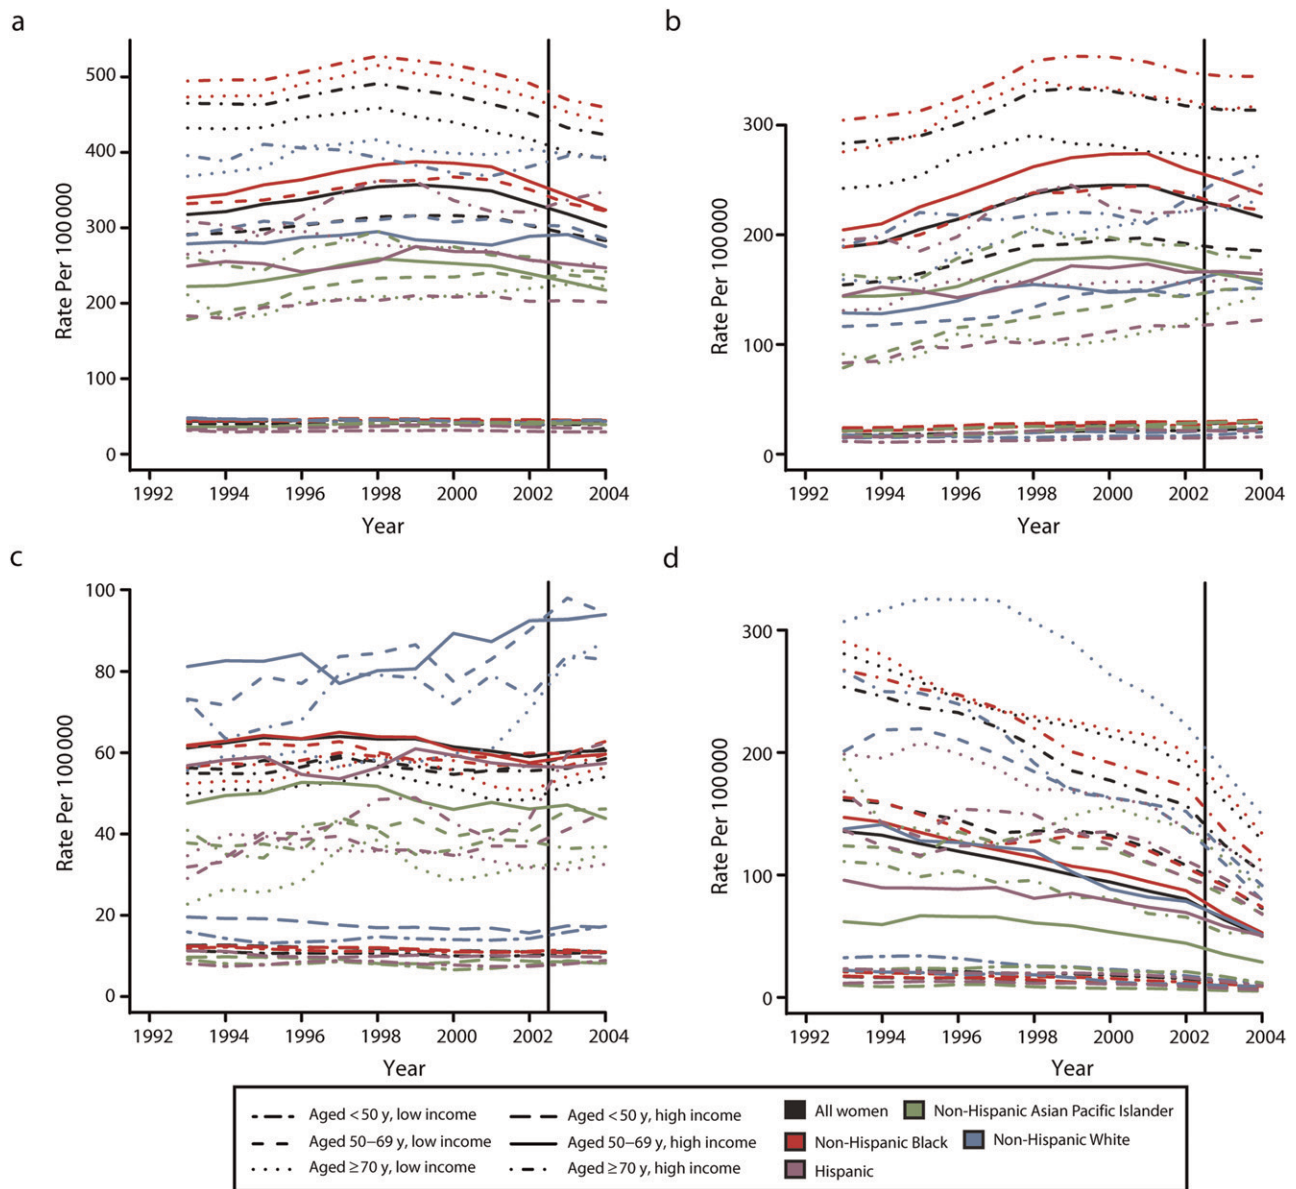 a
500
400
300
200
100
0
Rate Per 100 000
1992 1994 1996 1998 2000 2002 2004
Year
b
300
200
100
0
Rate Per 100 000
1992 1994 1996 1998 2000 2002 2004
Year
c
100
80
60
40
20
0
Rate Per 100 000
1992 1994 1996 1998 2000 2002 2004
Year
d
300
200
100
0
Rate Per 100 000
1992 1994 1996 1998 2000 2002 2004
Year
Aged <50 y, low income
Aged 50–69 y, low income
Aged ≥70 y, low income
Aged <50 y, high income
Aged 50–69 y, high income
Aged ≥70 y, high income
All women
Non-Hispanic Asian Pacific Islander
Non-Hispanic Black
Non-Hispanic White
Hispanic